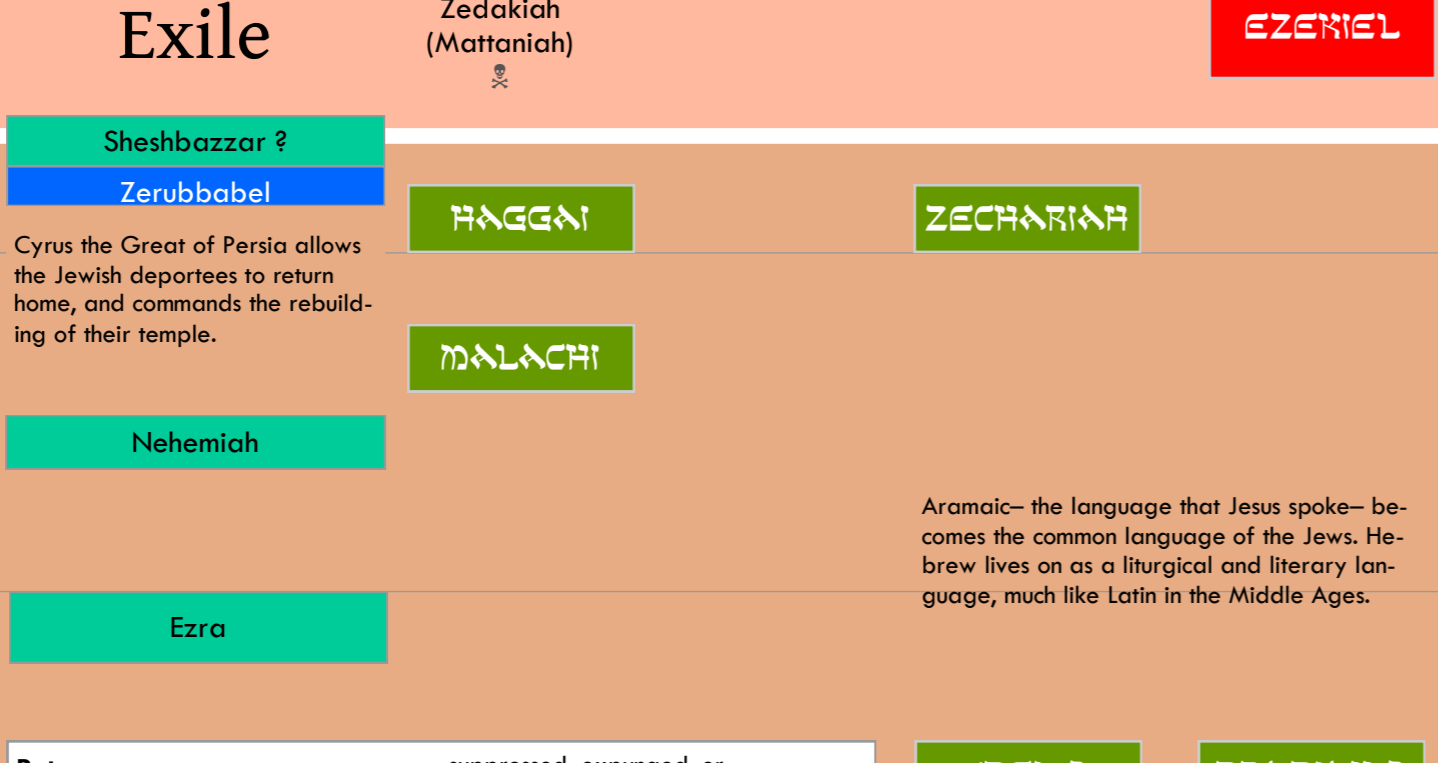 Exile
Zedakiah
(Mattaniah)
EZEKIEL
Sheshbazzar ?
Zerubbabel
HAGGAI
ZECHARIAH
Cyrus the Great of Persia allows
the Jewish deportees to return
home, and commands the rebuild-
ing of their temple.
MALACHI
Nehemiah
Aramaic– the language that Jesus spoke– be-
comes the common language of the Jews. He-
brew lives on as a liturgical and literary lan-
guage, much like Latin in the Middle Ages.
Ezra